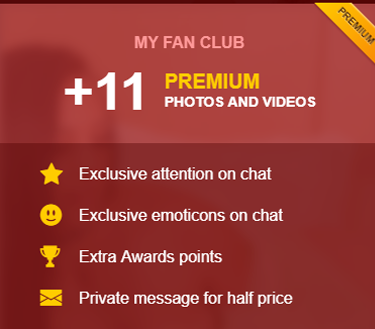 PREMIUM
MY FAN CLUB
+11 PREMIUM
PHOTOS AND VIDEOS
Exclusive attention on chat
Exclusive emoticons on chat
Extra Awards points
Private message for half price